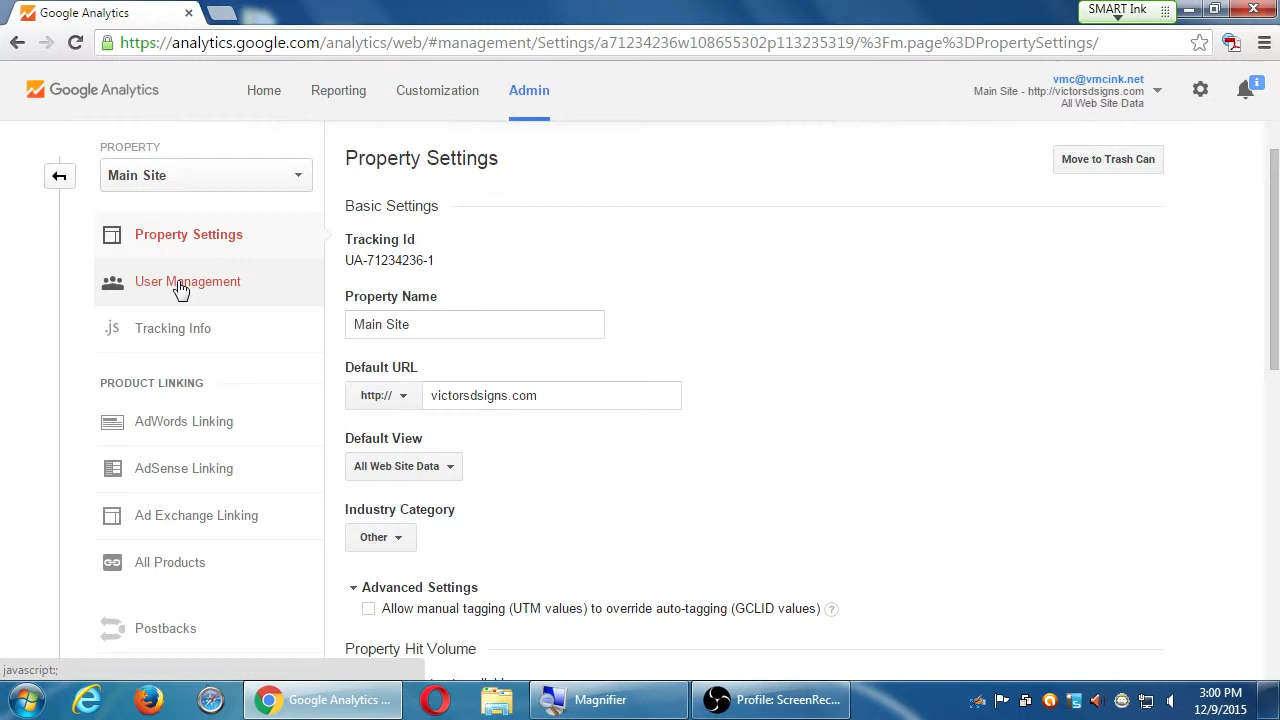 Google Analytics
SMART Ink
https://analytics.google.com/analytics/web/#management/Settings/a71234236w108655302p113235319/%3Fm.page%3DPropertySettings/
Google Analytics
Home
Reporting
Customization
Admin
vmc@vmcink.net
Main Site - http://victorsdsigns.com
All Web Site Data
PROPERTY
Main Site
Property Settings
User Management
.js Tracking Info
PRODUCT LINKING
AdWords Linking
AdSense Linking
Ad Exchange Linking
All Products
Postbacks
Property Settings
Move to Trash Can
Basic Settings
Tracking Id
UA-71234236-1
Property Name
Main Site
Default URL
http:// victorsdsigns.com
Default View
All Web Site Data
Industry Category
Other
Advanced Settings
Allow manual tagging (UTM values) to override auto-tagging (GCLID values) ?
Property Hit Volume
javascript:;
Google Analytics ...
Magnifier
Profile: ScreenRec...
3:00 PM
12/9/2015